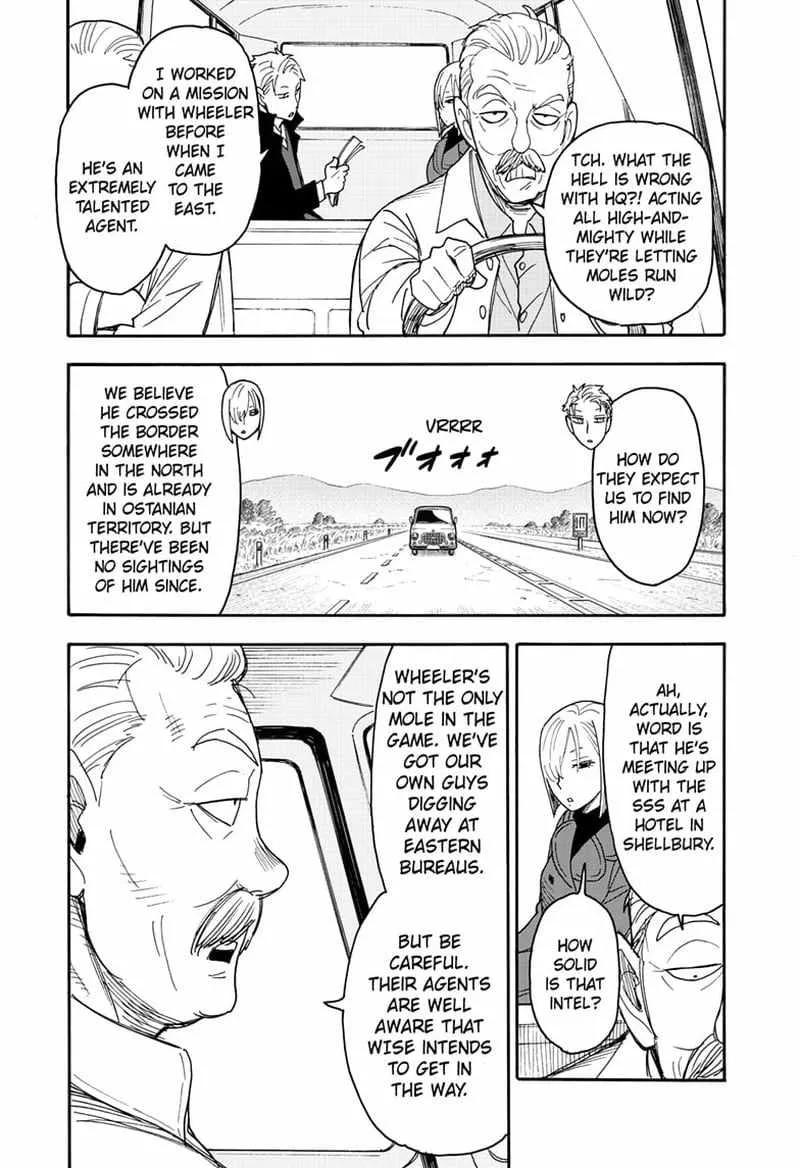 TCH. WHAT THE
HELL IS WRONG
WITH HQ?! ACTING
ALL HIGH-AND-
MIGHTY WHILE
THEY'RE LETTING
MOLES RUN
WILD?
I WORKED
ON A MISSION
WITH WHEELER
BEFORE
WHEN I
CAME
TO THE
EAST.
HE'S AN
EXTREMELY
TALENTED
AGENT.
HOW DO
THEY EXPECT
US TO FIND
HIM NOW?
VRRRR
ブオオオ
WE BELIEVE
HE CROSSED
THE BORDER
SOMEWHERE
IN THE NORTH
AND IS ALREADY
IN OSTANIAN
TERRITORY. BUT
THERE'VE BEEN
NO SIGHTINGS
OF HIM SINCE.
AH,
ACTUALLY,
WORD IS
THAT HE'S
MEETING UP
WITH THE
SSS AT A
HOTEL IN
SHELLBURY.
HOW
SOLID
IS THAT
INTEL?
WHEELER'S
NOT THE ONLY
MOLE IN THE
GAME. WE'VE
GOT OUR
OWN GUYS
DIGGING
AWAY AT
EASTERN
BUREAUS.
BUT BE
CAREFUL.
THEIR AGENTS
ARE WELL
AWARE THAT
WISE INTENDS
TO GET IN
THE WAY.